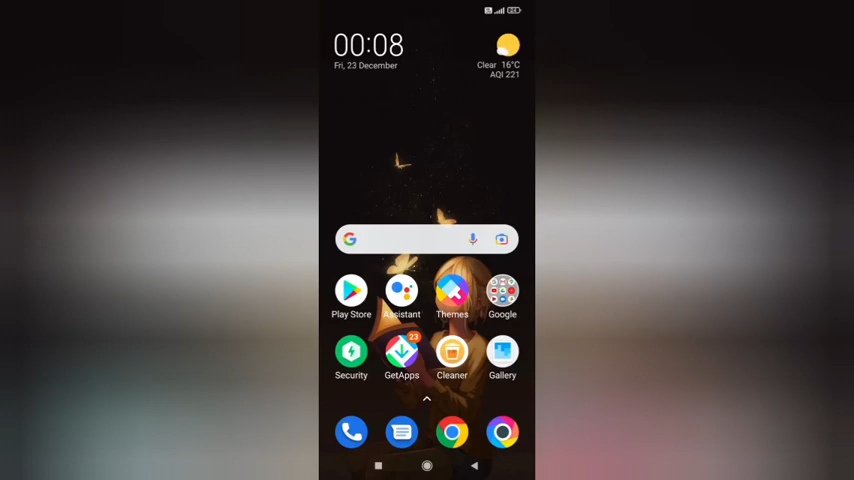 00:08
Fri, 23 December
Clear 16°C
AQI 221
Play Store Assistant Themes Google
23
Security GetApps Cleaner Gallery